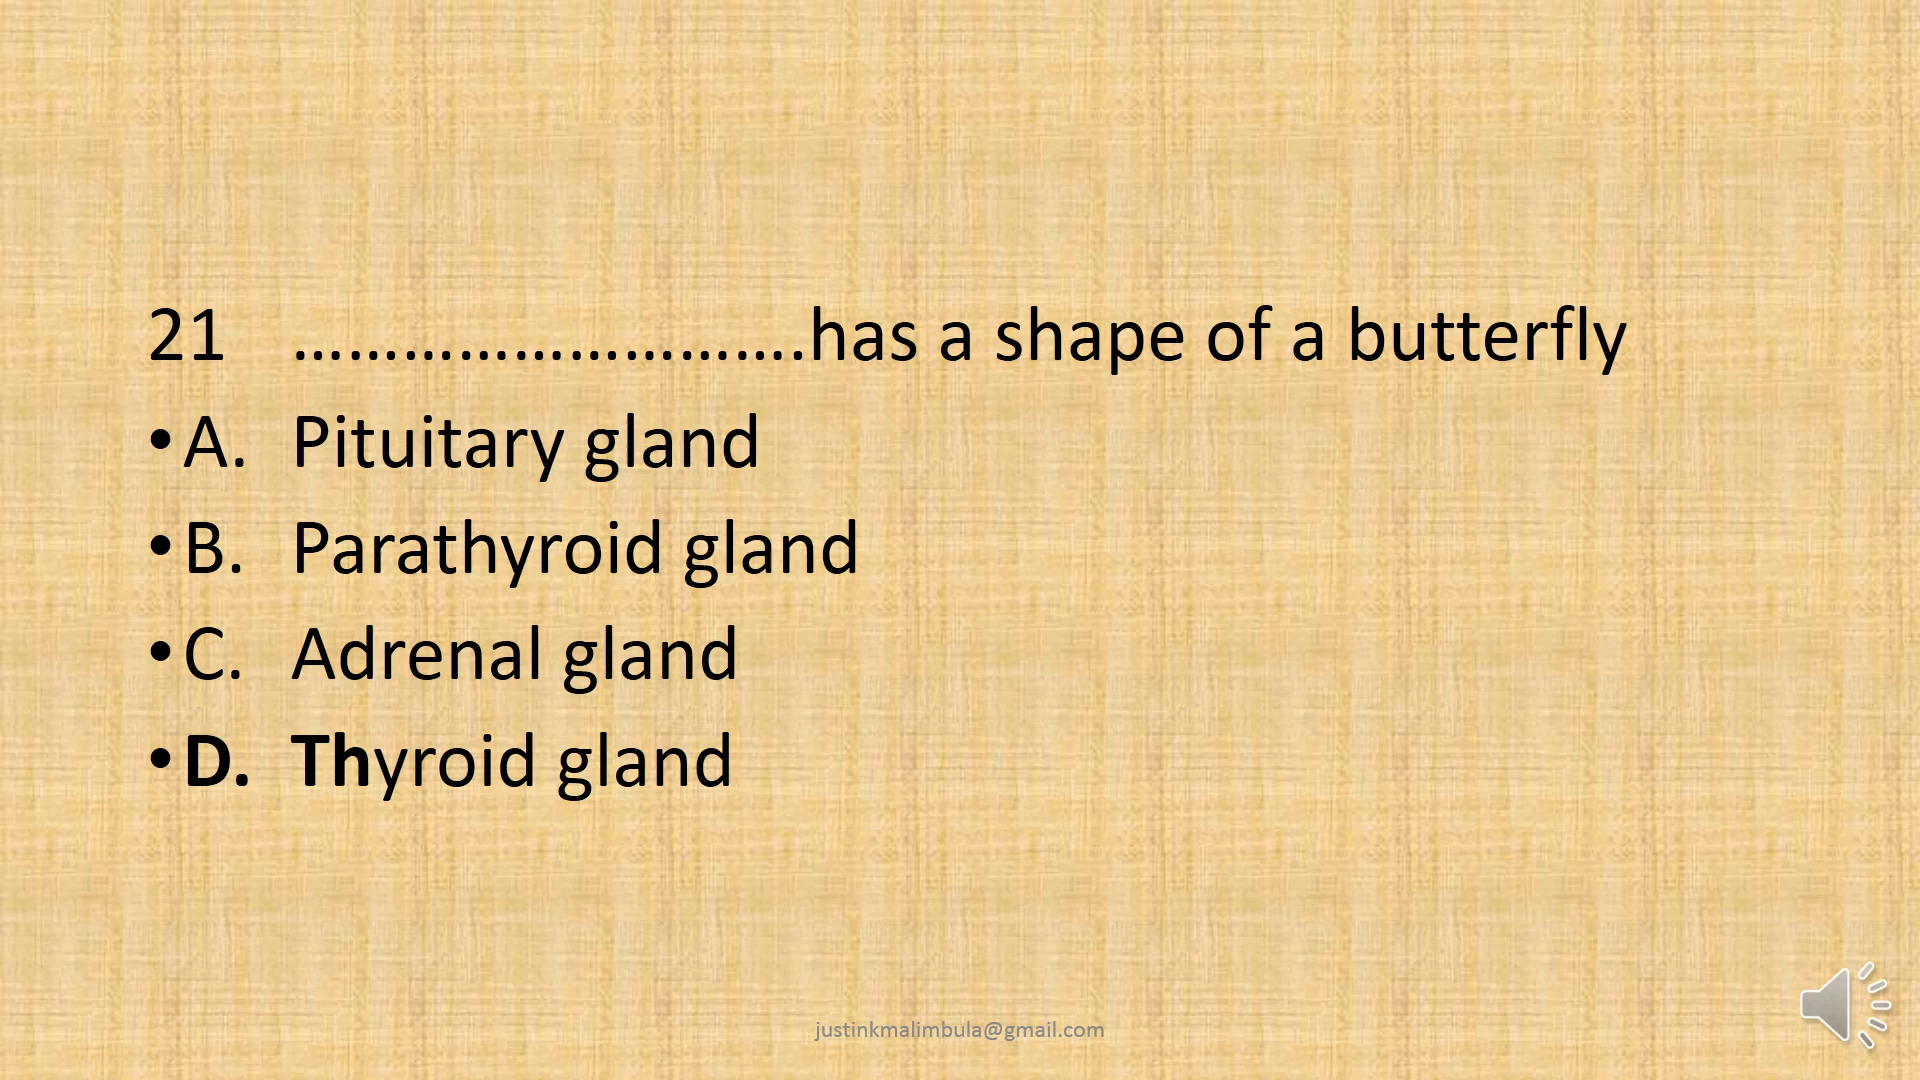 21 ……………………….has a shape of a butterfly
• A. Pituitary gland
• B. Parathyroid gland
• C. Adrenal gland
• D. Thyroid gland
justinkmalimbula@gmail.com